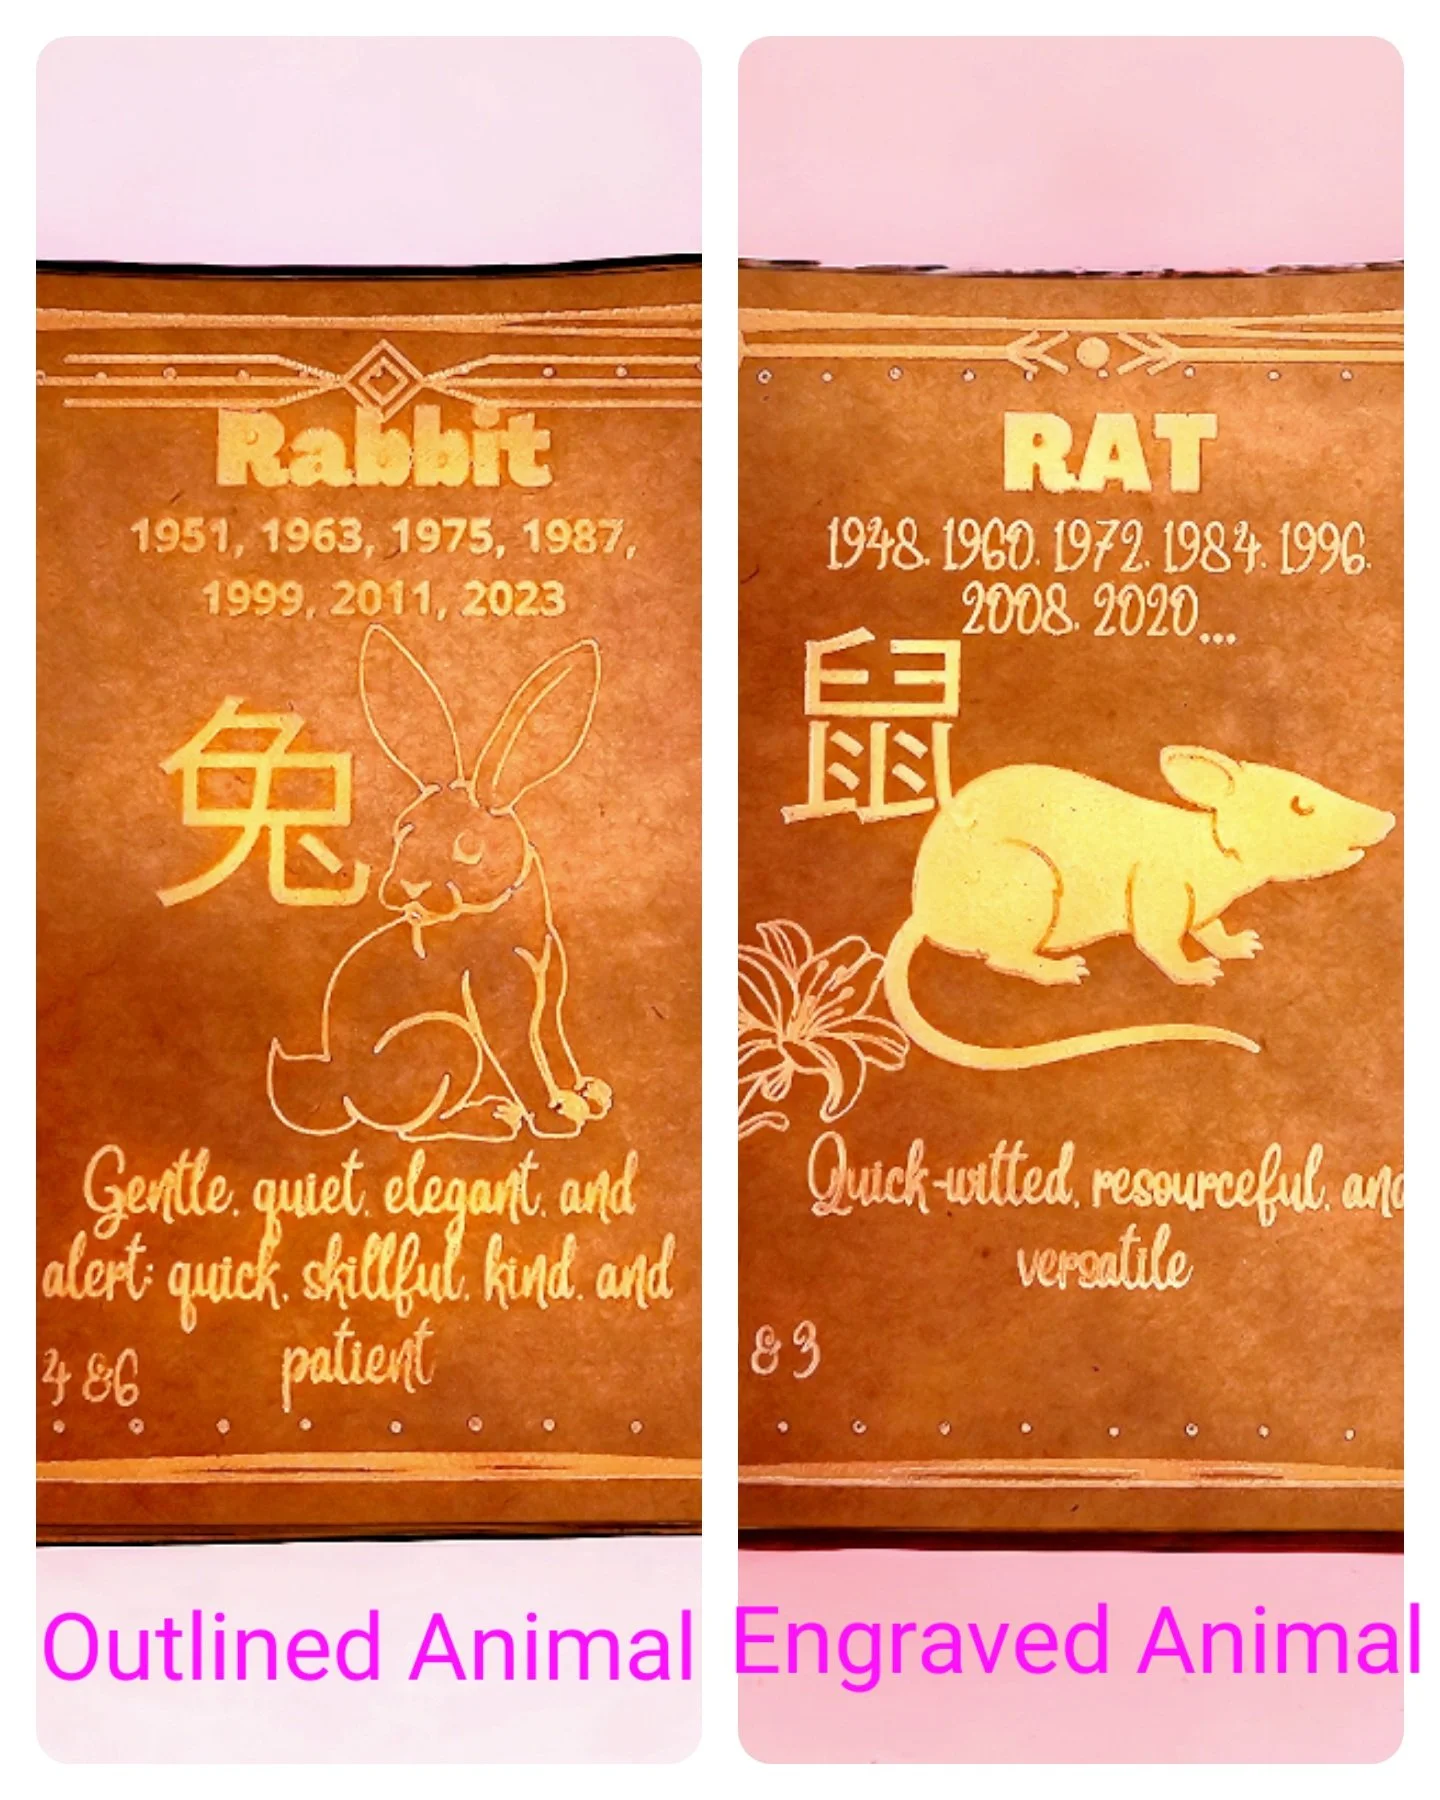 Rabbit
1951, 1963, 1975, 1987,
1999, 2011, 2023
兔
Gentle, quiet, elegant, and
alert; quick, skillful, kind, and
patient
4 &6
Outlined Animal
RAT
1948, 1960, 1972, 1984, 1996,
2008, 2020...
鼠
Quick-witted, resourceful, and
versatile
& 3
Engraved Animal